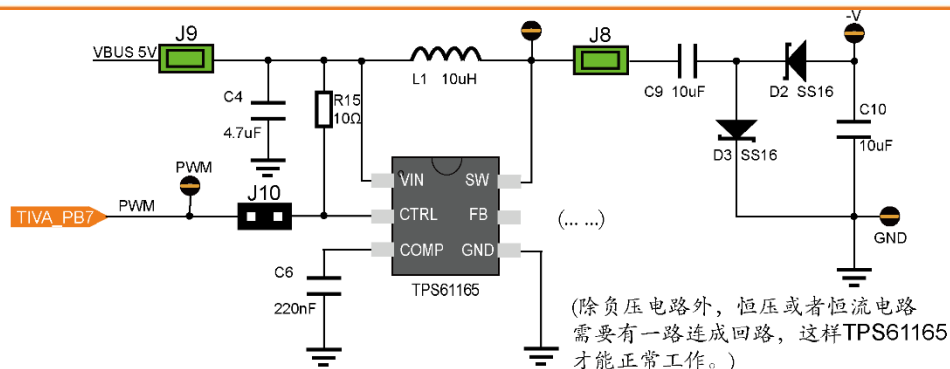 -V
J9
J8
VBUS 5V
L1 10uH
C9 10uF
D2 SS16
C4
4.7uF
R15
10Ω
C10
10uF
D3 SS16
PWM
J10
TIVA_PB7
PWM
VIN
SW
CTRL
FB
(... ...)
COMP
GND
GND
C6
220nF
TPS61165
(除负压电路外，恒压或者恒流电路
需要有一路连成回路，这样TPS61165
才能正常工作。)